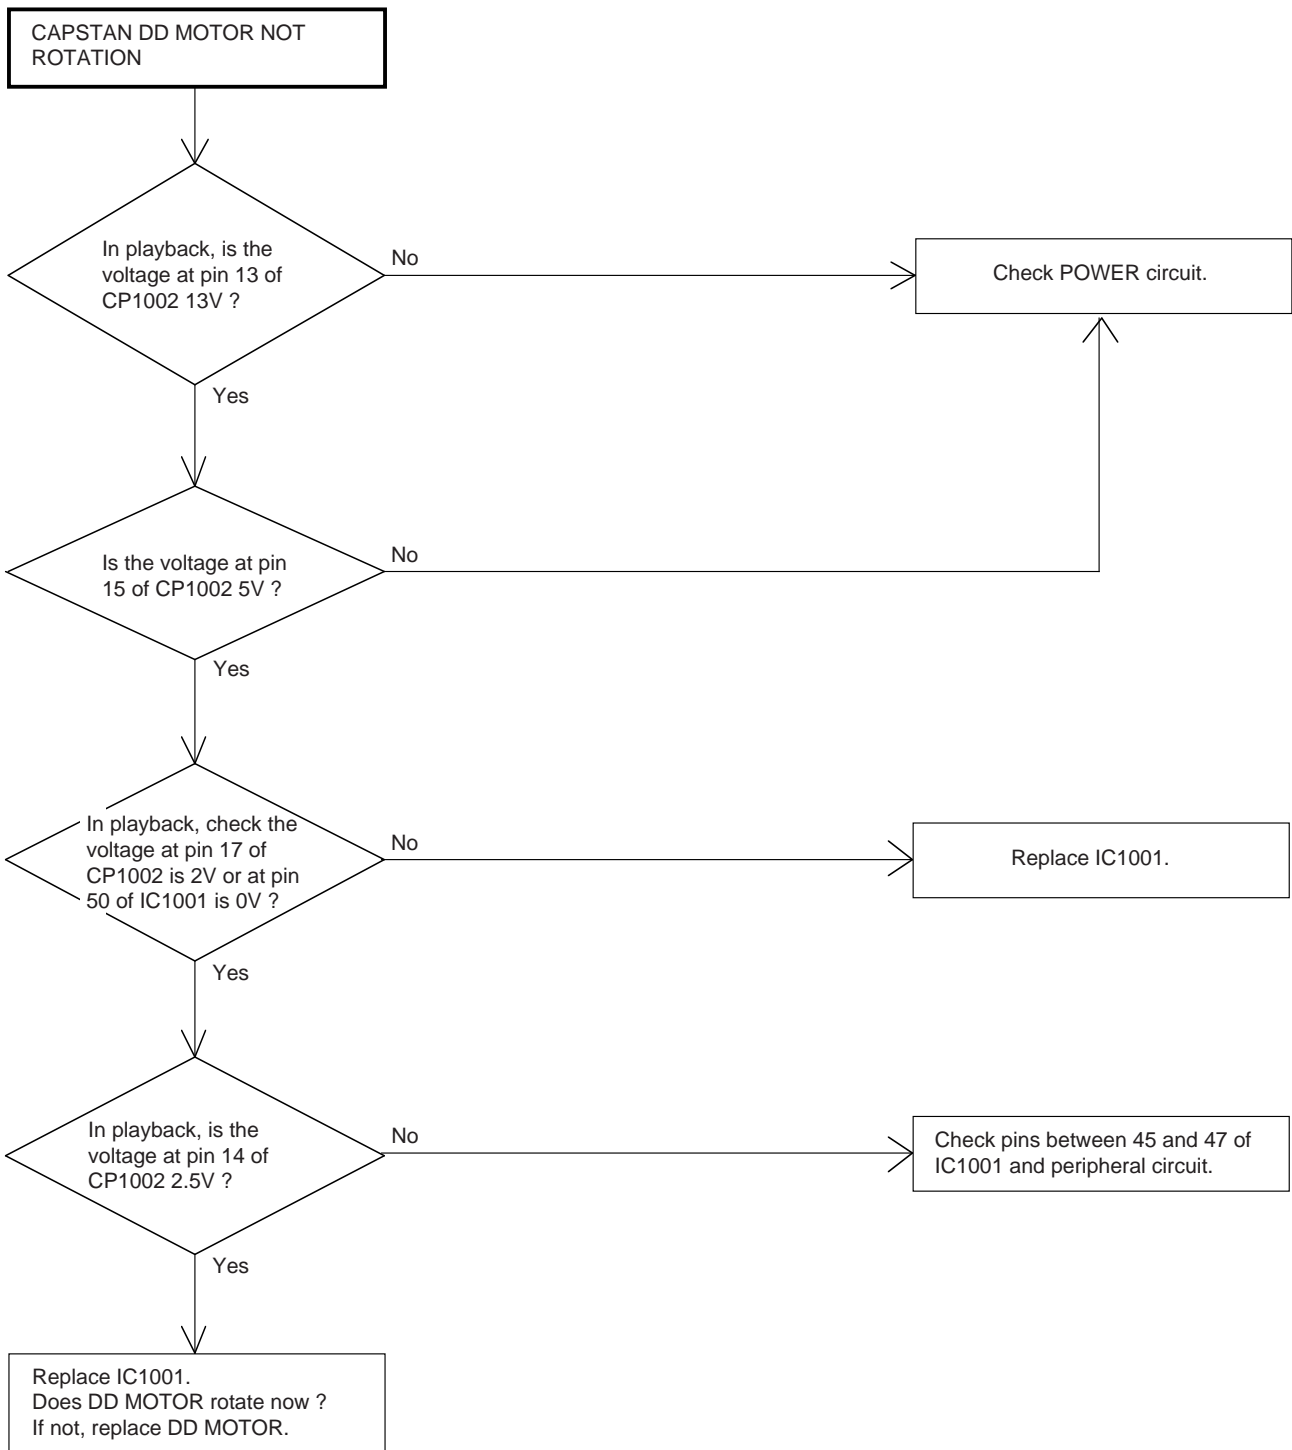 CAPSTAN DD MOTOR NOT
ROTATION
In playback, is the
voltage at pin 13 of
CP1002 13V ?
No
Check POWER circuit.
Yes
Is the voltage at pin
15 of CP1002 5V ?
No
Yes
In playback, check the
voltage at pin 17 of
CP1002 is 2V or at pin
50 of IC1001 is 0V ?
No
Replace IC1001.
Yes
In playback, is the
voltage at pin 14 of
CP1002 2.5V ?
No
Check pins between 45 and 47 of
IC1001 and peripheral circuit.
Yes
Replace IC1001.
Does DD MOTOR rotate now ?
If not, replace DD MOTOR.